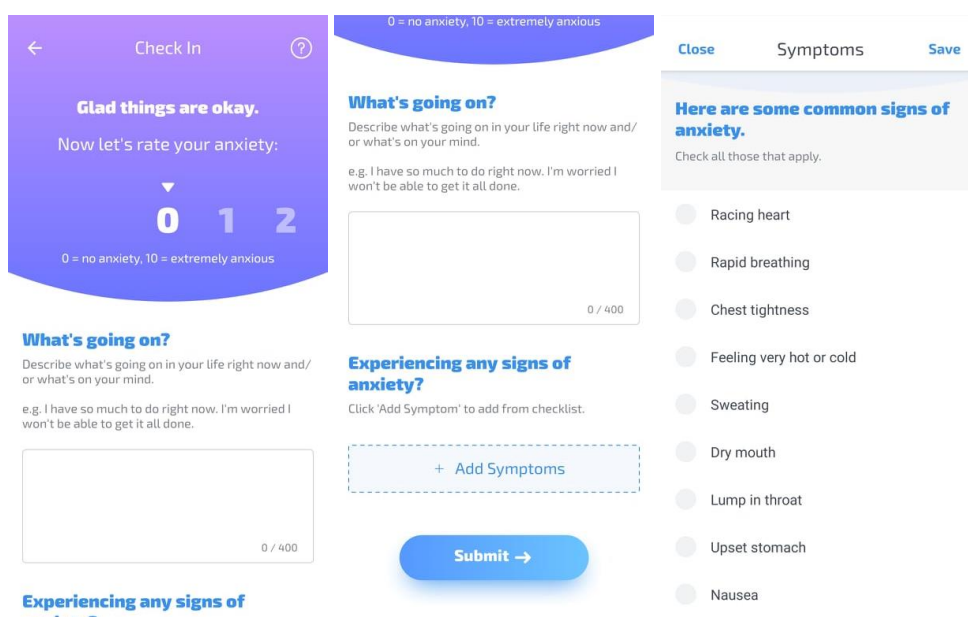 Check In
?
Glad things are okay.
Now let's rate your anxiety:
0 1 2
0 = no anxiety, 10 = extremely anxious
What's going on?
Describe what's going on in your life right now and/
or what's on your mind.
e.g. I have so much to do right now. I'm worried I
won't be able to get it all done.
0 / 400
Experiencing any signs of
0 = no anxiety, 10 = extremely anxious
What's going on?
Describe what's going on in your life right now and/
or what's on your mind.
e.g. I have so much to do right now. I'm worried I
won't be able to get it all done.
0 / 400
Experiencing any signs of
anxiety?
Click 'Add Symptom' to add from checklist.
+ Add Symptoms
Submit →
Close Symptoms Save
Here are some common signs of
anxiety.
Check all those that apply.
Racing heart
Rapid breathing
Chest tightness
Feeling very hot or cold
Sweating
Dry mouth
Lump in throat
Upset stomach
Nausea